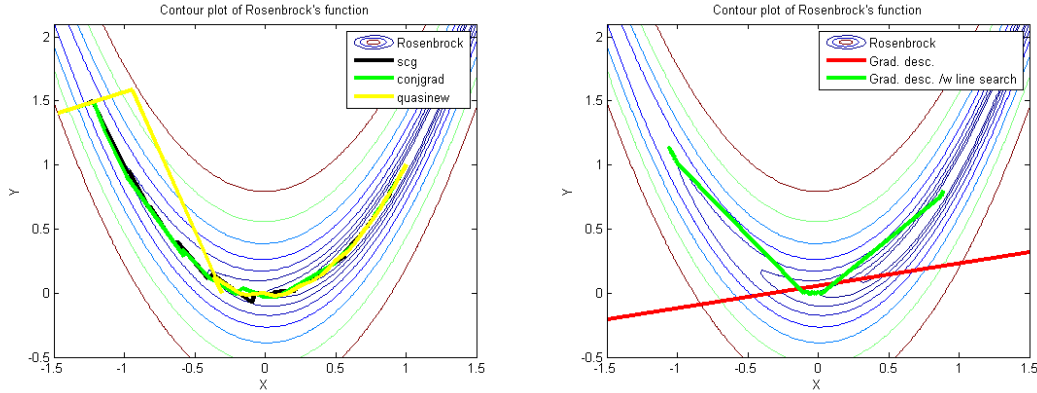 Contour plot of Rosenbrock's function
2
1.5
1
0.5
0
-0.5
Y
-1.5 -1 -0.5 0 0.5 1 1.5
X
Rosenbrock
scg
conjgrad
quasinew
Contour plot of Rosenbrock's function
2
1.5
1
0.5
0
-0.5
Y
-1.5 -1 -0.5 0 0.5 1 1.5
X
Rosenbrock
Grad. desc.
Grad. desc. /w line search